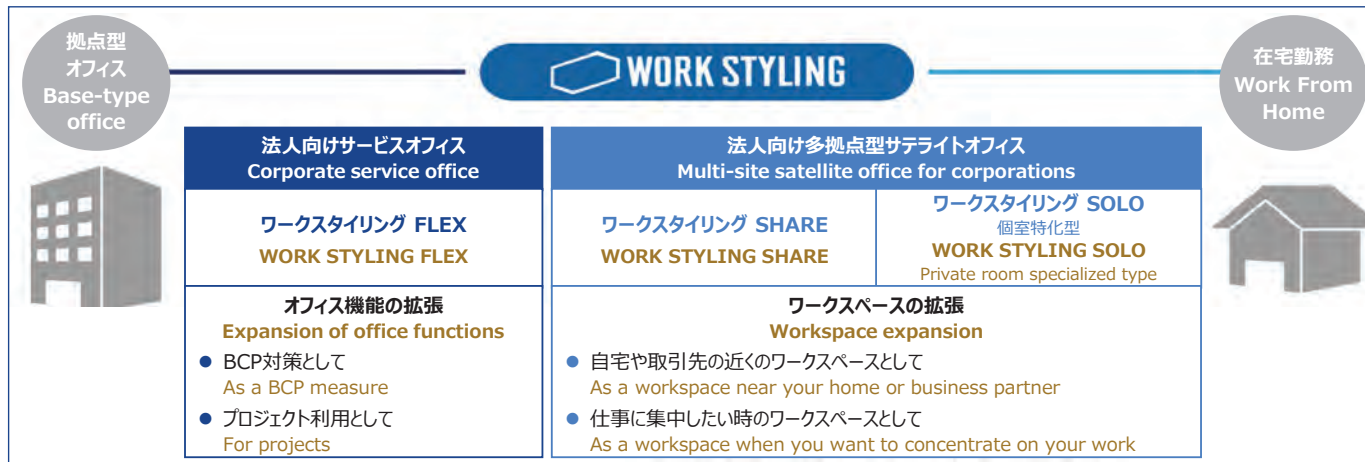 拠点型
オフィス
Base-type
office
WORK STYLING
在宅勤務
Work From
Home
法人向けサービスオフィス
Corporate service office
法人向け多拠点型サテライトオフィス
Multi-site satellite office for corporations
ワークスタイリング FLEX
WORK STYLING FLEX
ワークスタイリング SHARE
WORK STYLING SHARE
ワークスタイリング SOLO
個室特化型
WORK STYLING SOLO
Private room specialized type
オフィス機能の拡張
Expansion of office functions
● BCP対策として
As a BCP measure
● プロジェクト利用として
For projects
ワークスペースの拡張
Workspace expansion
● 自宅や取引先の近くのワークスペースとして
As a workspace near your home or business partner
● 仕事に集中したい時のワークスペースとして
As a workspace when you want to concentrate on your work